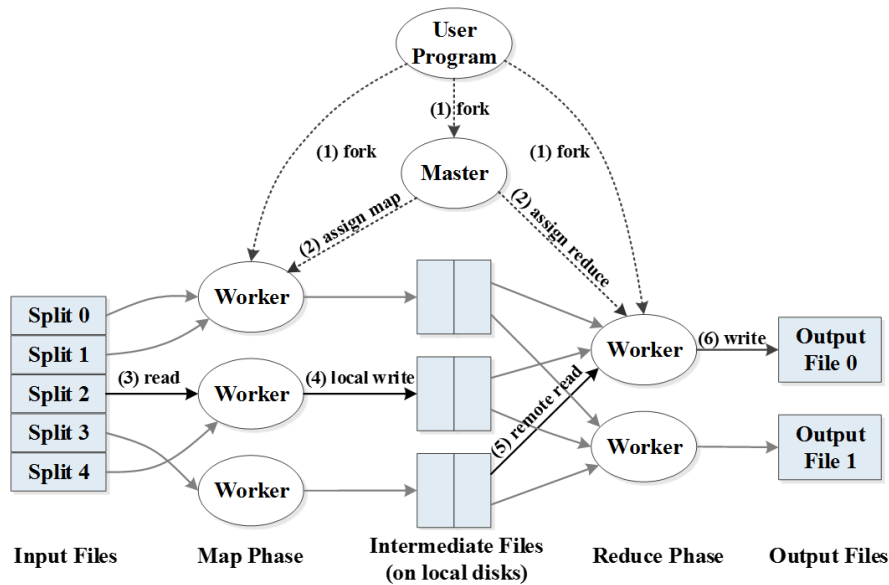 User
Program
(1) fork
(1) fork
(1) fork
Master
(2) assign map
(2) assign reduce
Worker
Split 0
Split 1
Split 2
Split 3
Split 4
(3) read
Worker
(4) local write
Worker
(5) remote read
Worker
(6) write
Output
File 0
Worker
Output
File 1
Input Files
Map Phase
Intermediate Files
(on local disks)
Reduce Phase
Output Files